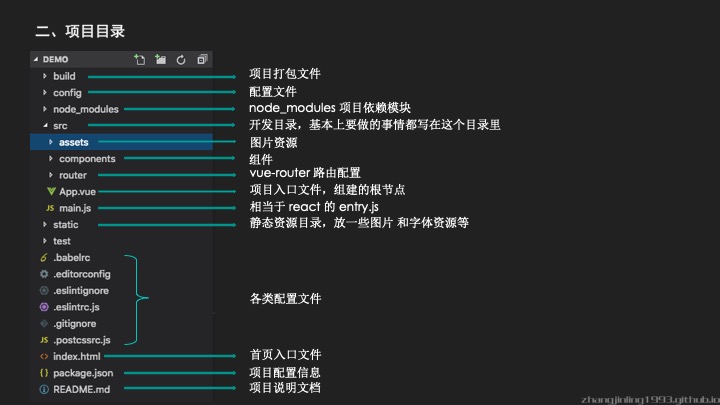 二、项目目录
DEMO
build 项目打包文件
config 配置文件
node_modules node_modules 项目依赖模块
src 开发目录，基本上要做的事情都写在这个目录里
assets 图片资源
components 组件
router vue-router 路由配置
App.vue 项目入口文件，组建的根节点
JS main.js 相当于 react 的 entry.js
static 静态资源目录，放一些图片 和字体资源等
test
.babelrc
.editorconfig
.eslintignore
.eslintrc.js 各类配置文件
.gitignore
JS .postcssrc.js
index.html 首页入口文件
package.json 项目配置信息
README.md 项目说明文档
zhangjinling1993.github.io